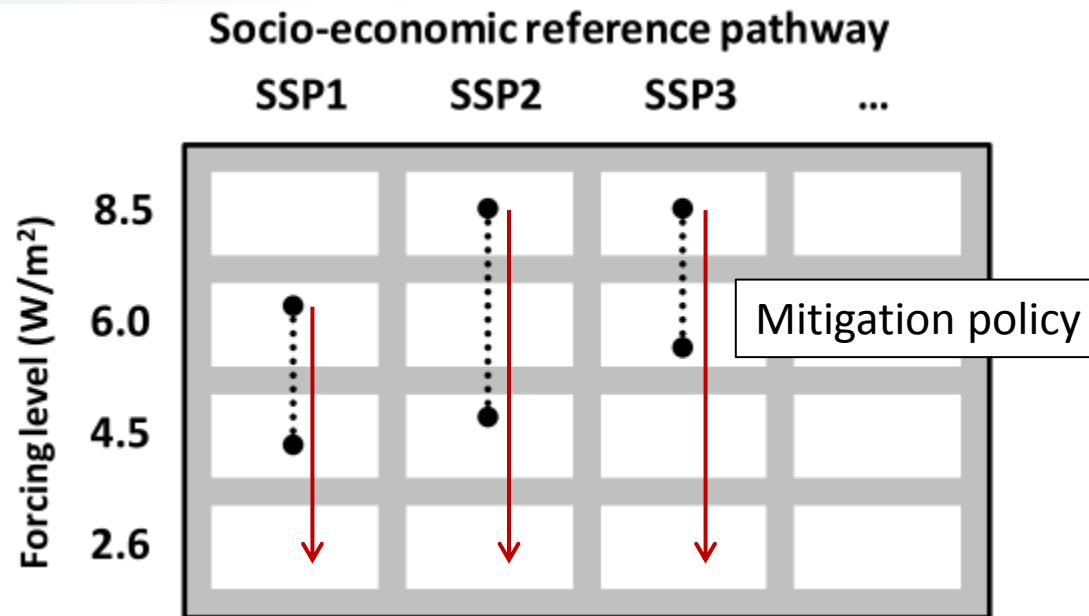 Socio-economic reference pathway
SSP1 SSP2 SSP3 ...
Forcing level (W/m²)
8.5
6.0
Mitigation policy
4.5
2.6